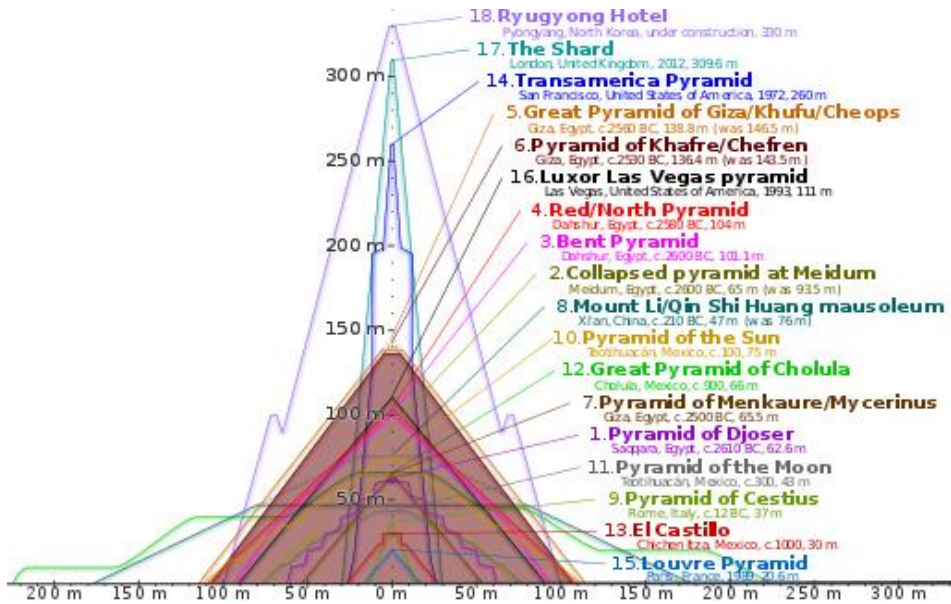 18.Ryugyong Hotel
Pyongyang, North Korea, under construction, 330 m
17.The Shard
London, United Kingdom, 2012, 309.6 m
300 m
14.Transamerica Pyramid
San Francisco, United States of America, 1972, 260 m
5.Great Pyramid of Giza/Khufu/Cheops
Giza, Egypt, c.2560 BC, 138.8 m (was 146.5 m)
6.Pyramid of Khafre/Chefren
Giza, Egypt, c.2530 BC, 136.4 m (was 143.5 m)
250 m
16.Luxor Las Vegas pyramid
Las Vegas, United States of America, 1993, 111 m
4.Red/North Pyramid
Dahshur, Egypt, c.2580 BC, 104 m
3.Bent Pyramid
Dahshur, Egypt, c.2600 BC, 101.1 m
200 m
2.Collapsed pyramid at Meidum
Meidum, Egypt, c.2600 BC, 65 m (was 93.5 m)
8.Mount Li/Qin Shi Huang mausoleum
Xi'an, China, c.210 BC, 47 m (was 76 m)
150 m
10.Pyramid of the Sun
Teotihuacán, Mexico, c.100, 75 m
12.Great Pyramid of Cholula
Cholula, Mexico, c.900, 66 m
7.Pyramid of Menkaure/Mycerinus
Giza, Egypt, c.2500 BC, 65.5 m
100 m
1.Pyramid of Djoser
Saqqara, Egypt, c.2610 BC, 62.6 m
11.Pyramid of the Moon
Teotihuacán, Mexico, c.300, 43 m
50 m
9.Pyramid of Cestius
Rome, Italy, c.12 BC, 37 m
13.El Castillo
Chichen Itza, Mexico, c.1000, 30 m
15.Louvre Pyramid
Paris, France, 1989, 20.6 m
200 m 150 m 100 m 50 m 0 m 50 m 100 m 150 m 200 m 250 m 300 m